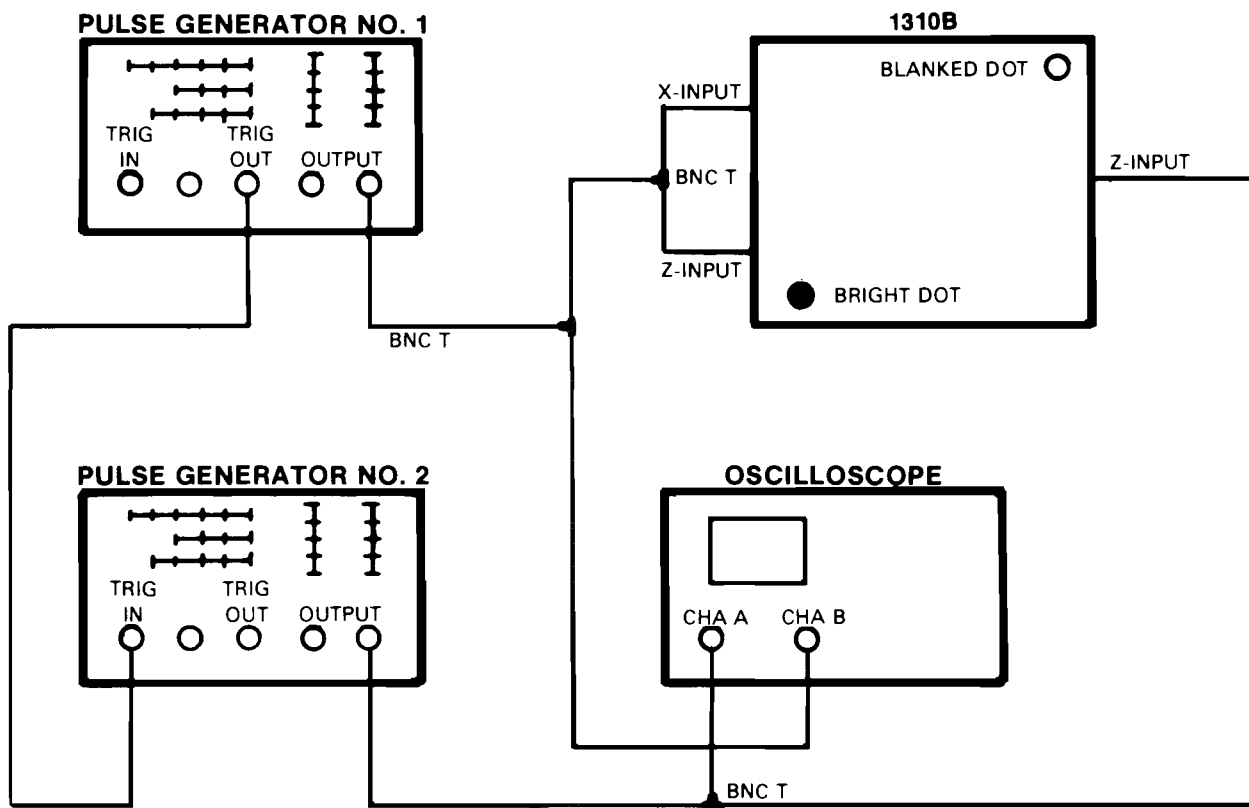 PULSE GENERATOR NO. 1
TRIG IN
TRIG OUT
OUTPUT
BNC T
1310B
BLANKED DOT
X-INPUT
BNC T
Z-INPUT
Z-INPUT
BRIGHT DOT
PULSE GENERATOR NO. 2
TRIG IN
TRIG OUT
OUTPUT
OSCILLOSCOPE
CHA A
CHA B
BNC T